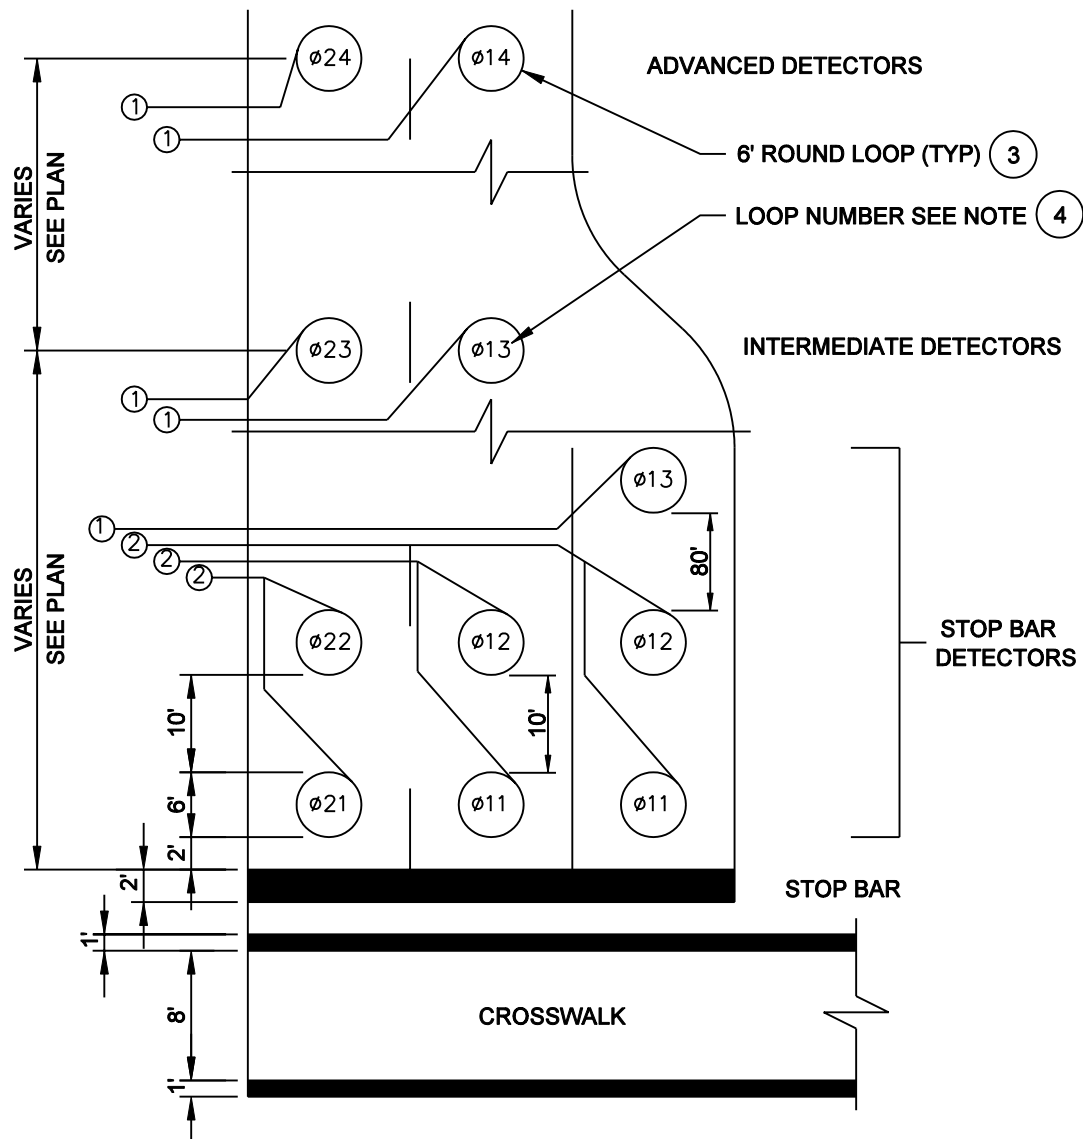 ø24
ø14
ADVANCED DETECTORS
1
1
6' ROUND LOOP (TYP) 3
VARIES
SEE PLAN
LOOP NUMBER SEE NOTE 4
ø23
ø13
INTERMEDIATE DETECTORS
1
1
ø13
1
2
2
2
80'
VARIES
SEE PLAN
ø22
ø12
ø12
STOP BAR
DETECTORS
10'
10'
6'
ø21
ø11
ø11
2'
2'
STOP BAR
1'
8'
CROSSWALK
1'